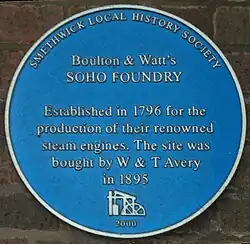 SMETHWICK LOCAL HISTORY SOCIETY
Boulton & Watt's
SOHO FOUNDRY
Established in 1796 for the
production of their renowned
steam engines. The site was
bought by W & T Avery
in 1895
2000